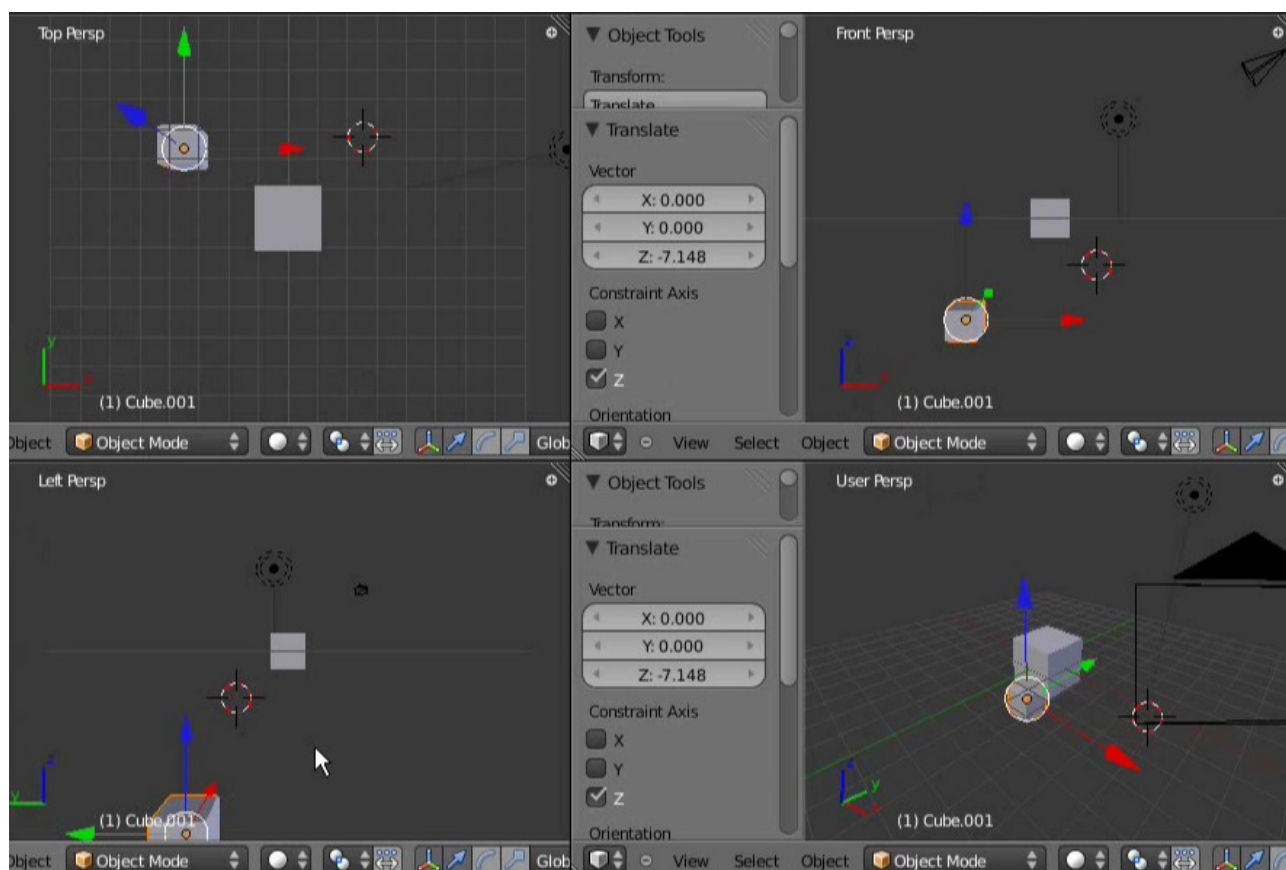 Top Persp
y
x
(1) Cube.001
Object
Object Mode
Glob
Object Tools
Transform:
Translate
Translate
Vector
X: 0.000
Y: 0.000
Z: -7.148
Constraint Axis
X
Y
Z
Orientation
Front Persp
z
x
(1) Cube.001
View Select Object
Object Mode
Left Persp
z
y
(1) Cube.001
Object
Object Mode
Glob
Object Tools
Transform:
Translate
Vector
X: 0.000
Y: 0.000
Z: -7.148
Constraint Axis
X
Y
Z
Orientation
User Persp
z
y
(1) Cube.001
View Select Object
Object Mode